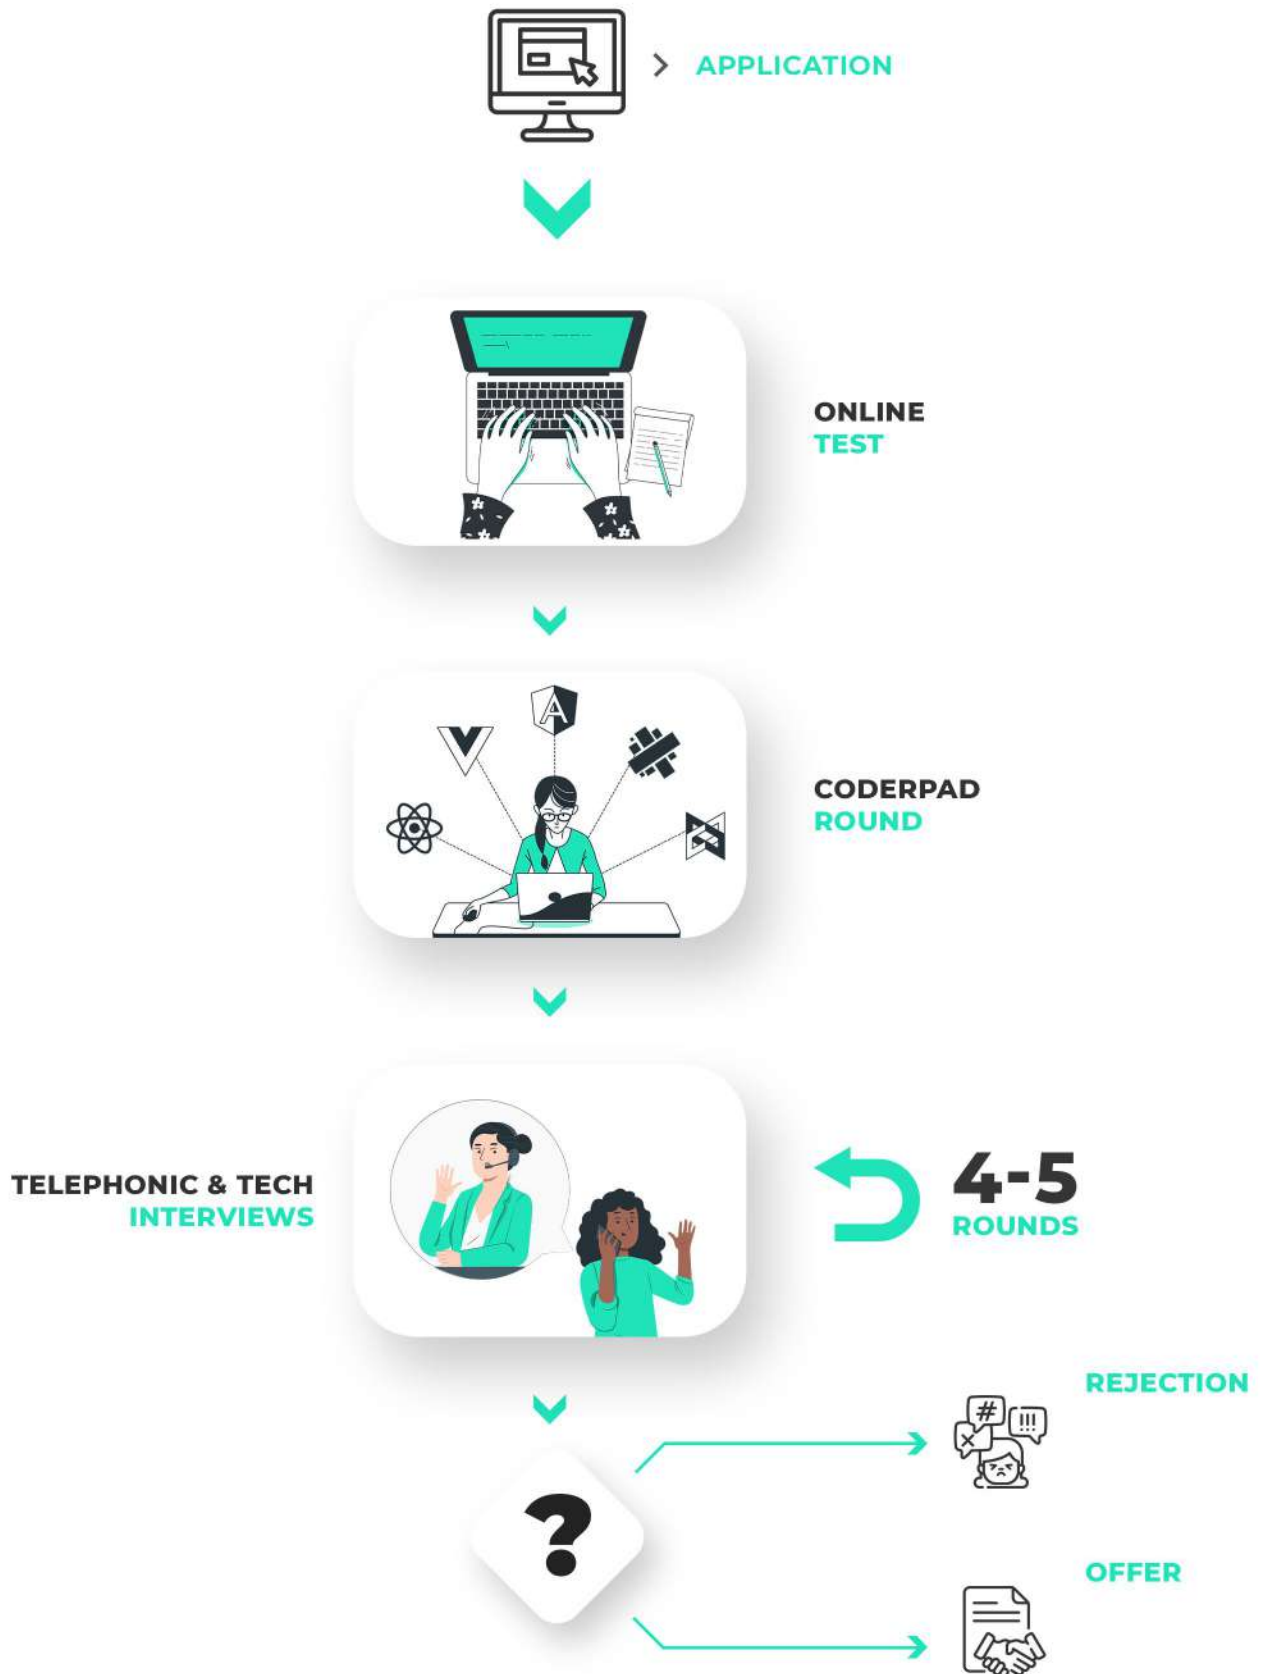 APPLICATION
ONLINE
TEST
CODERPAD
ROUND
TELEPHONIC & TECH
INTERVIEWS
4-5
ROUNDS
?
REJECTION
#
!!!
OFFER